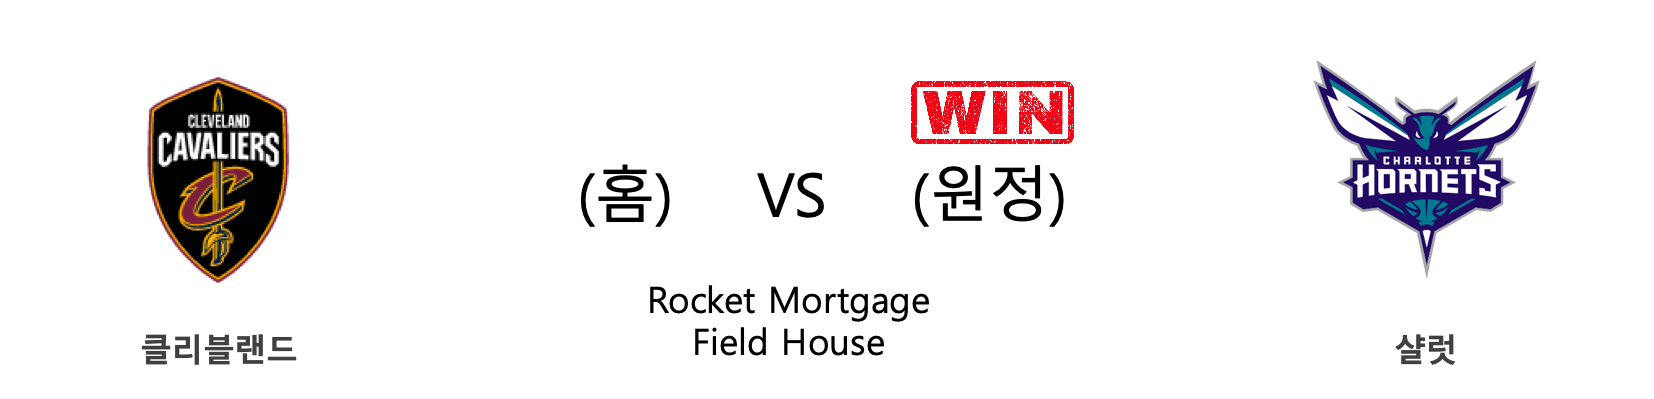 CLEVELAND
CAVALIERS
C
클리블랜드
(홈) VS (원정)
WIN
Rocket Mortgage
Field House
CHARLOTTE
HORNETS
샬럿